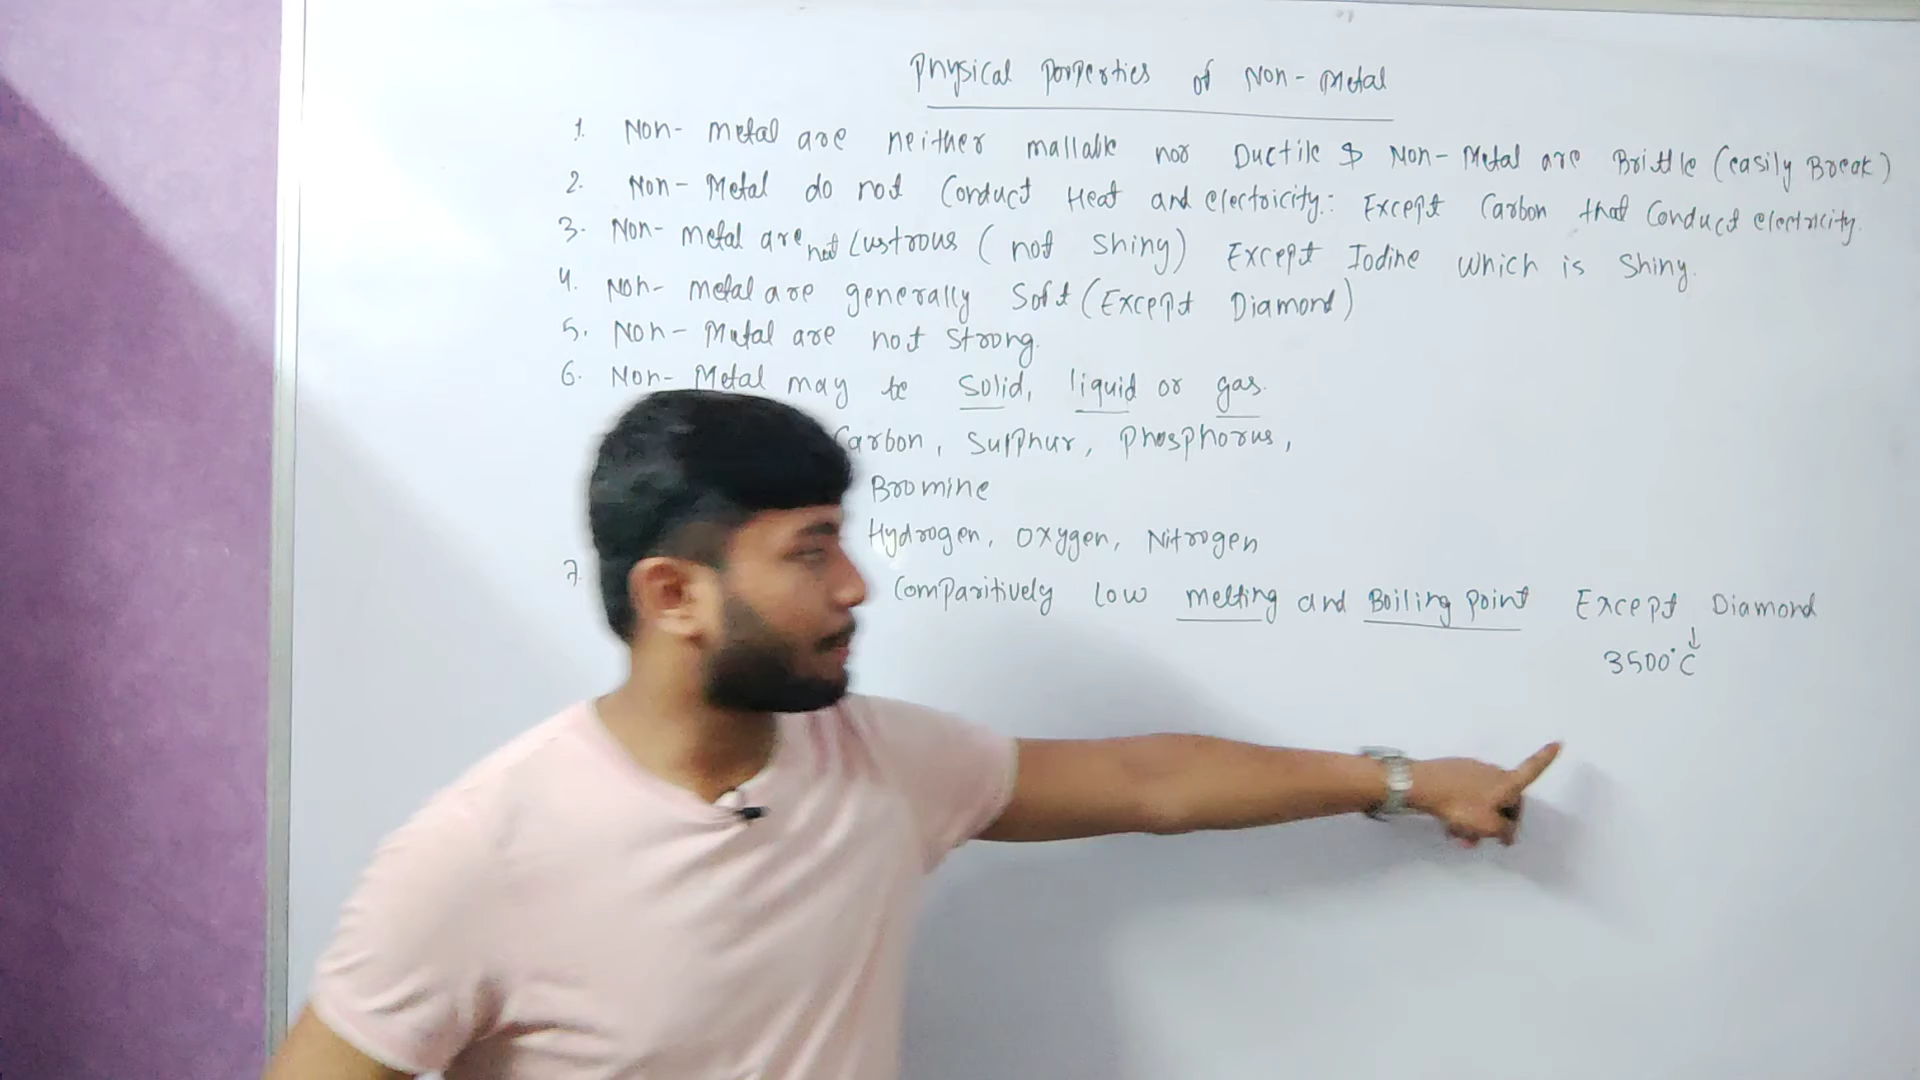 Physical Porperties of Non-Metal
1. Non-metal are neither mallable nor Ductile & Non-Metal are Brittle (easily Break)
2. Non-Metal do not Conduct Heat and electricity: Except Carbon that Conduct electricity.
3. Non-metal are not Lustrous (not shiny) Except Iodine which is Shiny.
4. Non-metal are generally Soft (Except Diamond)
5. Non-Metal are not strong.
6. Non-Metal may be Solid, liquid or gas.
Carbon, Sulphur, Phosphorus,
Bromine
Hydrogen, Oxygen, Nitrogen
7. Comparitively low melting and Boiling point Except Diamond
↓
3500°C